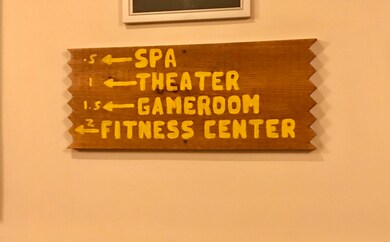 .5 ← SPA
1 ← THEATER
1.5 ← GAMEROOM
2 ← FITNESS CENTER